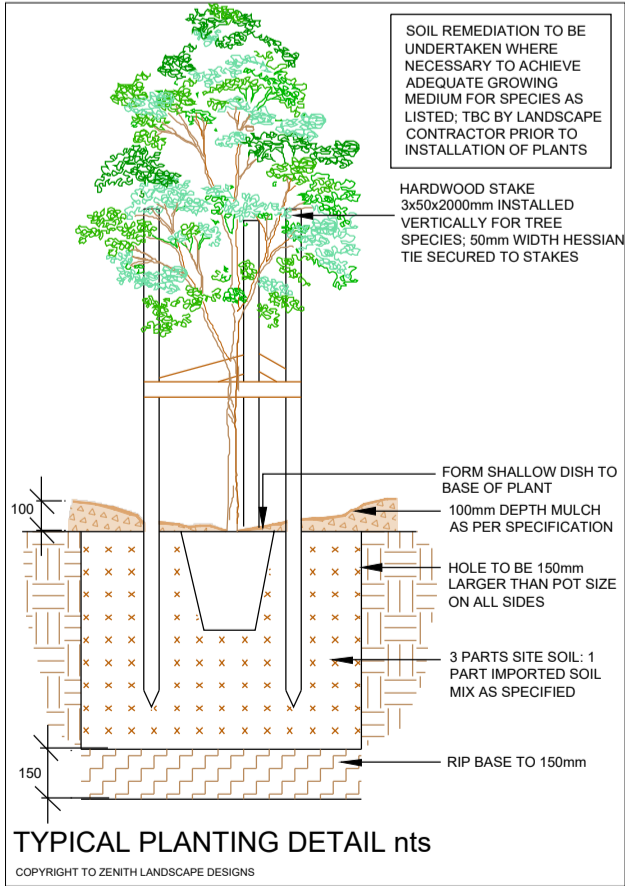 SOIL REMEDIATION TO BE
UNDERTAKEN WHERE
NECESSARY TO ACHIEVE
ADEQUATE GROWING
MEDIUM FOR SPECIES AS
LISTED; TBC BY LANDSCAPE
CONTRACTOR PRIOR TO
INSTALLATION OF PLANTS
HARDWOOD STAKE
3x50x2000mm INSTALLED
VERTICALLY FOR TREE
SPECIES; 50mm WIDTH HESSIAN
TIE SECURED TO STAKES
FORM SHALLOW DISH TO
BASE OF PLANT
100
100mm DEPTH MULCH
AS PER SPECIFICATION
HOLE TO BE 150mm
LARGER THAN POT SIZE
ON ALL SIDES
3 PARTS SITE SOIL: 1
PART IMPORTED SOIL
MIX AS SPECIFIED
150
RIP BASE TO 150mm
TYPICAL PLANTING DETAIL nts
COPYRIGHT TO ZENITH LANDSCAPE DESIGNS